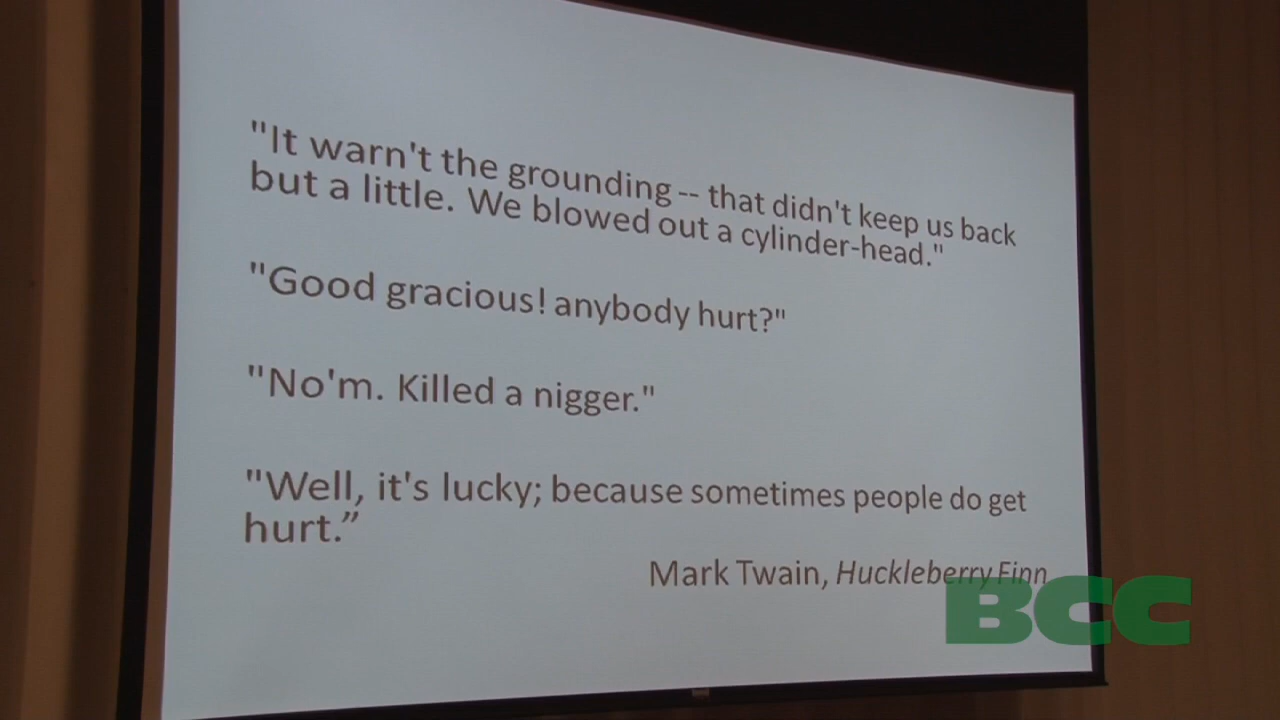 "It warn't the grounding -- that didn't keep us back
but a little. We blowed out a cylinder-head."
"Good gracious! anybody hurt?"
"No'm. Killed a nigger."
"Well, it's lucky; because sometimes people do get
hurt.”
Mark Twain, Huckleberry Finn
BCC